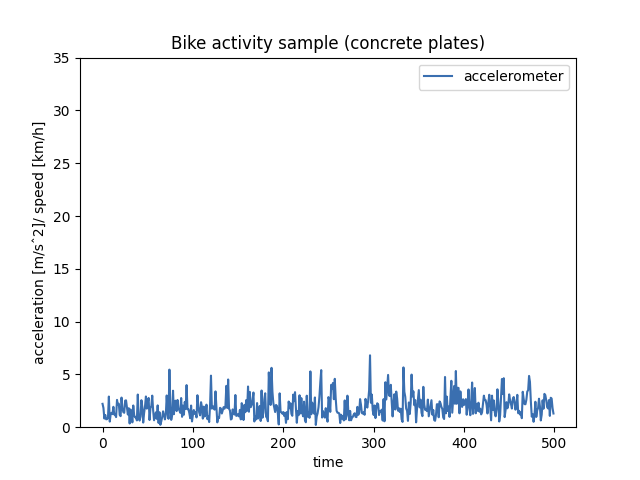 Bike activity sample (concrete plates)
accelerometer
acceleration [m/sˆ2]/ speed [km/h]
35
30
25
20
15
10
5
0
0 100 200 300 400 500
time